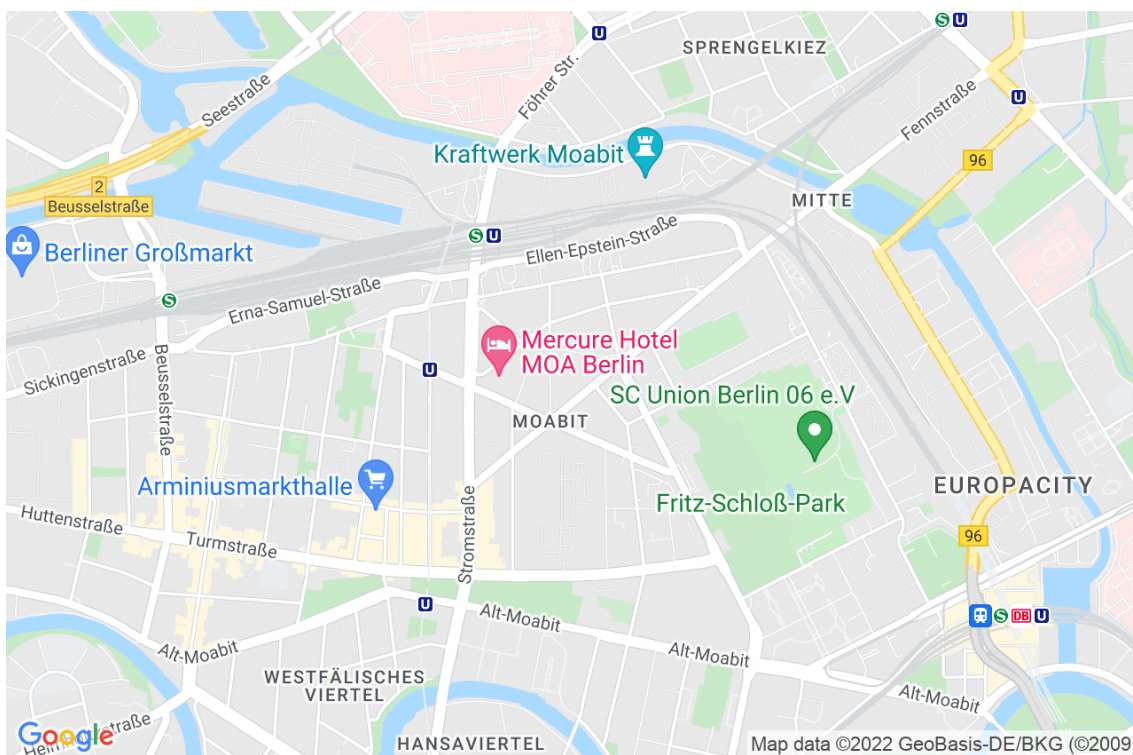 SPRENGELKIEZ
S
U
U
Föhrer Str.
Seestraße
Fennstraße
U
Kraftwerk Moabit
96
2
Beusselstraße
MITTE
Berliner Großmarkt
S U
Ellen-Epstein-Straße
S
Erna-Samuel-Straße
Mercure Hotel
MOA Berlin
Sickingenstraße
Beusselstraße
U
SC Union Berlin 06 e.V
MOABIT
Arminiusmarkthalle
Fritz-Schloß-Park
EUROPACITY
Huttenstraße
Turmstraße
Stromstraße
96
U
Alt-Moabit
S DB U
Alt-Moabit
Alt-Moabit
WESTFÄLISCHES
VIERTEL
Alt-Moabit
Google
HANSAVIERTEL
Map data ©2022 GeoBasis-DE/BKG (©2009